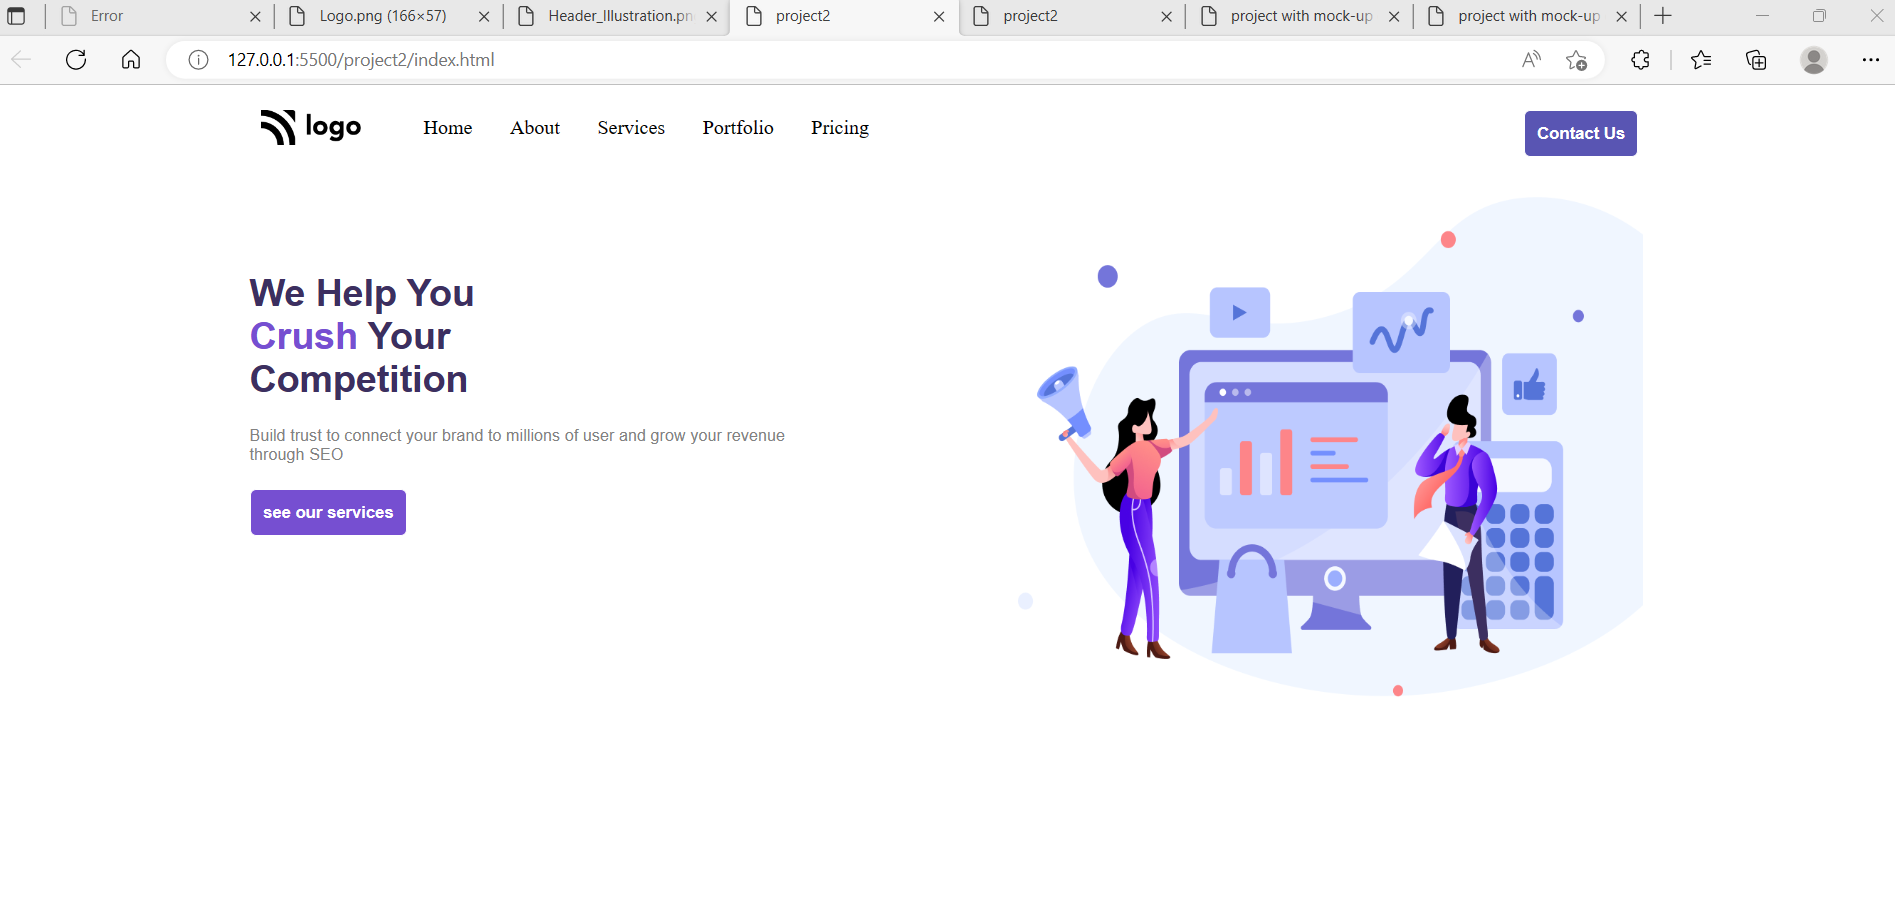 Error
Logo.png (166×57)
Header_Illustration.pn
project2
project2
project with mock-up
project with mock-up
127.0.0.1:5500/project2/index.html
logo
Home
About
Services
Portfolio
Pricing
Contact Us
We Help You
Crush Your
Competition
Build trust to connect your brand to millions of user and grow your revenue
through SEO
see our services